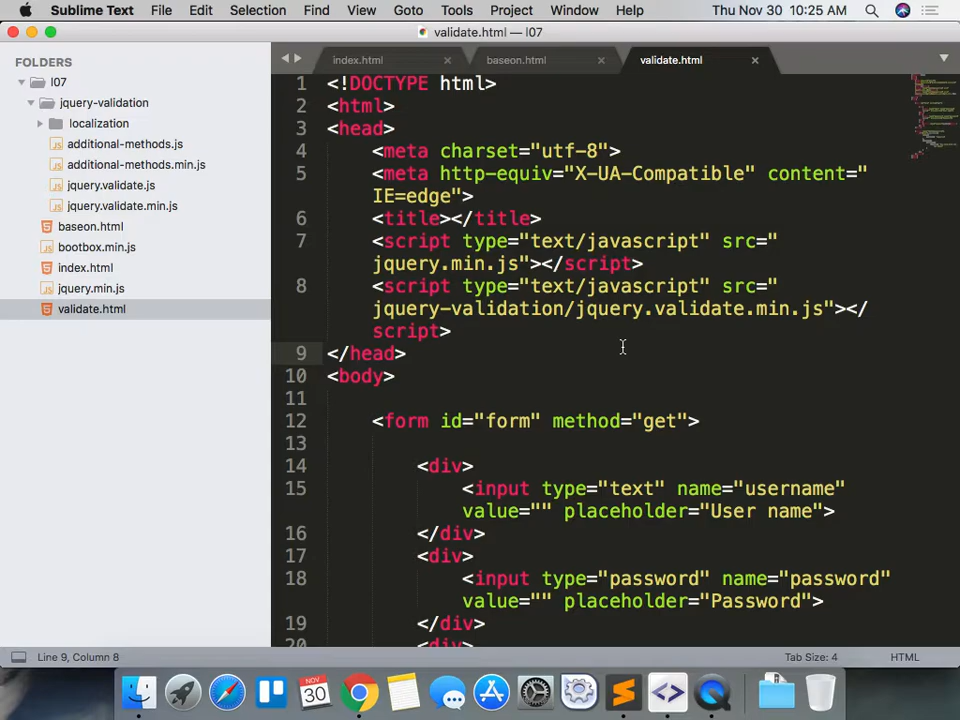 Sublime Text File Edit Selection Find View Goto Tools Project Window Help Thu Nov 30 10:25 AM
validate.html — l07
FOLDERS
l07
jquery-validation
localization
additional-methods.js
additional-methods.min.js
jquery.validate.js
jquery.validate.min.js
baseon.html
bootbox.min.js
index.html
jquery.min.js
validate.html
index.html baseon.html validate.html
1 <!DOCTYPE html>
2 <html>
3 <head>
4 <meta charset="utf-8">
5 <meta http-equiv="X-UA-Compatible" content="
IE=edge">
6 <title></title>
7 <script type="text/javascript" src="
jquery.min.js"></script>
8 <script type="text/javascript" src="
jquery-validation/jquery.validate.min.js"></
script>
9 </head>
10 <body>
11
12 <form id="form" method="get">
13
14 <div>
15 <input type="text" name="username"
value="" placeholder="User name">
16 </div>
17 <div>
18 <input type="password" name="password"
value="" placeholder="Password">
19 </div>
20 <div>
Line 9, Column 8 Tab Size: 4 HTML
NOV
30